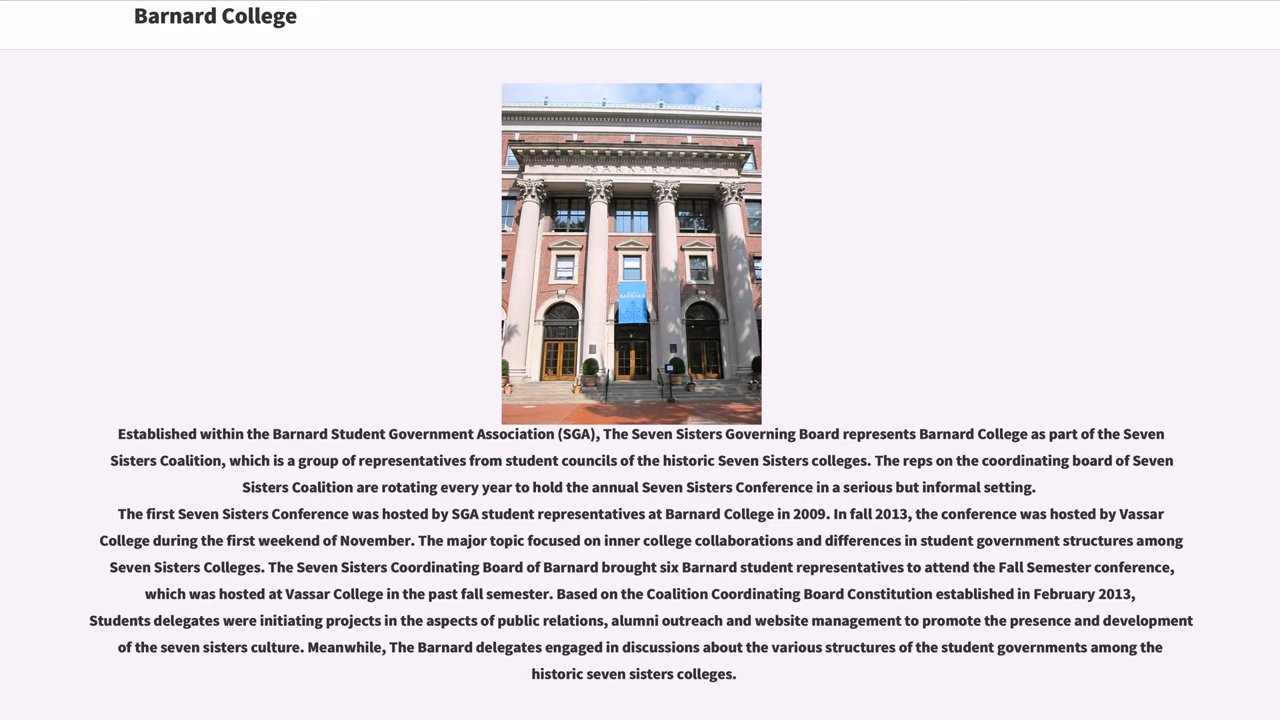 Barnard College
BARNARD
BARNARD
Established within the Barnard Student Government Association (SGA), The Seven Sisters Governing Board represents Barnard College as part of the Seven
Sisters Coalition, which is a group of representatives from student councils of the historic Seven Sisters colleges. The reps on the coordinating board of Seven
Sisters Coalition are rotating every year to hold the annual Seven Sisters Conference in a serious but informal setting.
The first Seven Sisters Conference was hosted by SGA student representatives at Barnard College in 2009. In fall 2013, the conference was hosted by Vassar
College during the first weekend of November. The major topic focused on inner college collaborations and differences in student government structures among
Seven Sisters Colleges. The Seven Sisters Coordinating Board of Barnard brought six Barnard student representatives to attend the Fall Semester conference,
which was hosted at Vassar College in the past fall semester. Based on the Coalition Coordinating Board Constitution established in February 2013,
Students delegates were initiating projects in the aspects of public relations, alumni outreach and website management to promote the presence and development
of the seven sisters culture. Meanwhile, The Barnard delegates engaged in discussions about the various structures of the student governments among the
historic seven sisters colleges.